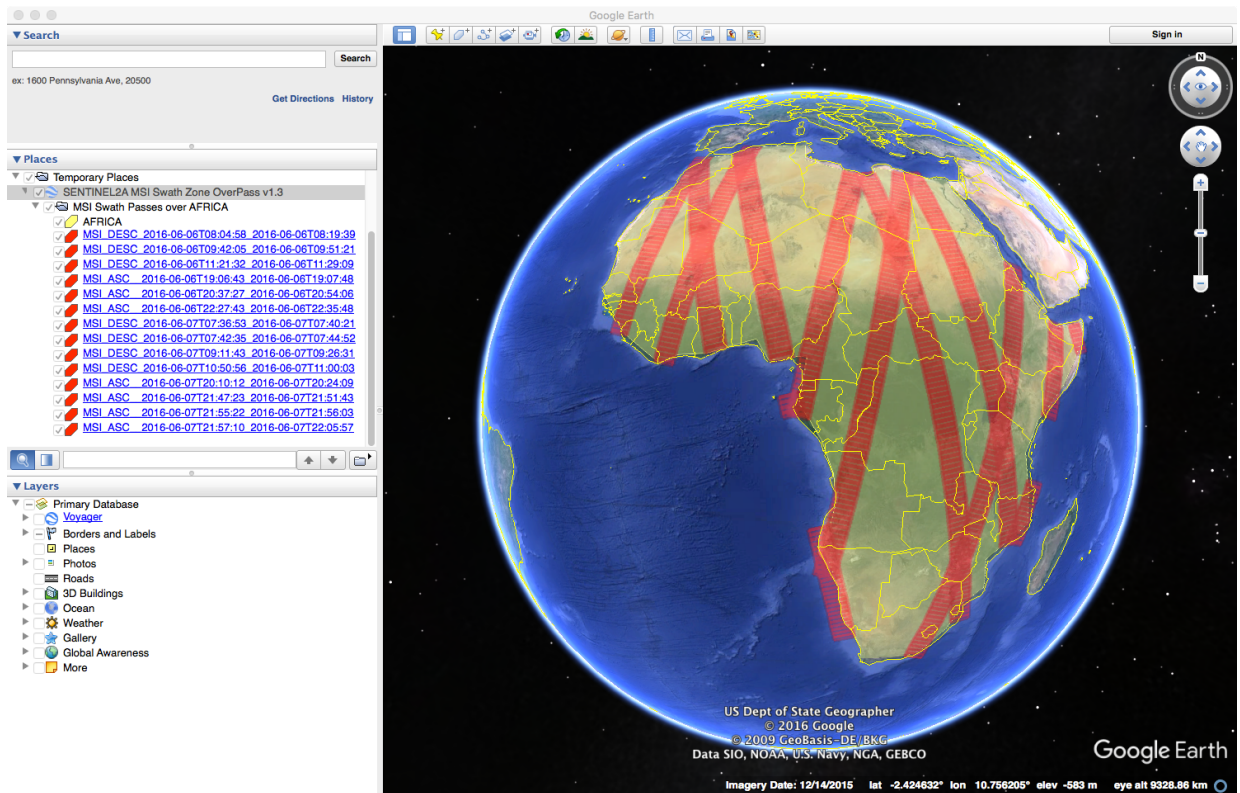 Google Earth
Search
Search
ex: 1600 Pennsylvania Ave, 20500
Get Directions History
Places
Temporary Places
SENTINEL2A MSI Swath Zone OverPass v1.3
MSI Swath Passes over AFRICA
AFRICA
MSI_DESC_2016-06-06T08:04:58_2016-06-06T08:19:39
MSI_DESC_2016-06-06T09:42:05_2016-06-06T09:51:21
MSI_DESC_2016-06-06T11:21:32_2016-06-06T11:29:09
MSI_ASC__2016-06-06T19:06:43_2016-06-06T19:07:48
MSI_ASC__2016-06-06T20:37:27_2016-06-06T20:54:06
MSI_ASC__2016-06-06T22:27:43_2016-06-06T22:35:48
MSI_DESC_2016-06-07T07:36:53_2016-06-07T07:40:21
MSI_DESC_2016-06-07T07:42:35_2016-06-07T07:44:52
MSI_DESC_2016-06-07T09:11:43_2016-06-07T09:26:31
MSI_DESC_2016-06-07T10:50:56_2016-06-07T11:00:03
MSI_ASC__2016-06-07T20:10:12_2016-06-07T20:24:09
MSI_ASC__2016-06-07T21:47:23_2016-06-07T21:51:43
MSI_ASC__2016-06-07T21:55:22_2016-06-07T21:56:03
MSI_ASC__2016-06-07T21:57:10_2016-06-07T22:05:57
Layers
Primary Database
Voyager
Borders and Labels
Places
Photos
Roads
3D Buildings
Ocean
Weather
Gallery
Global Awareness
More
Sign in
N
US Dept of State Geographer
© 2016 Google
© 2009 GeoBasis-DE/BKG
Data SIO, NOAA, U.S. Navy, NGA, GEBCO
Google Earth
Imagery Date: 12/14/2015 lat -2.424632° lon 10.756205° elev -583 m eye alt 9328.86 km